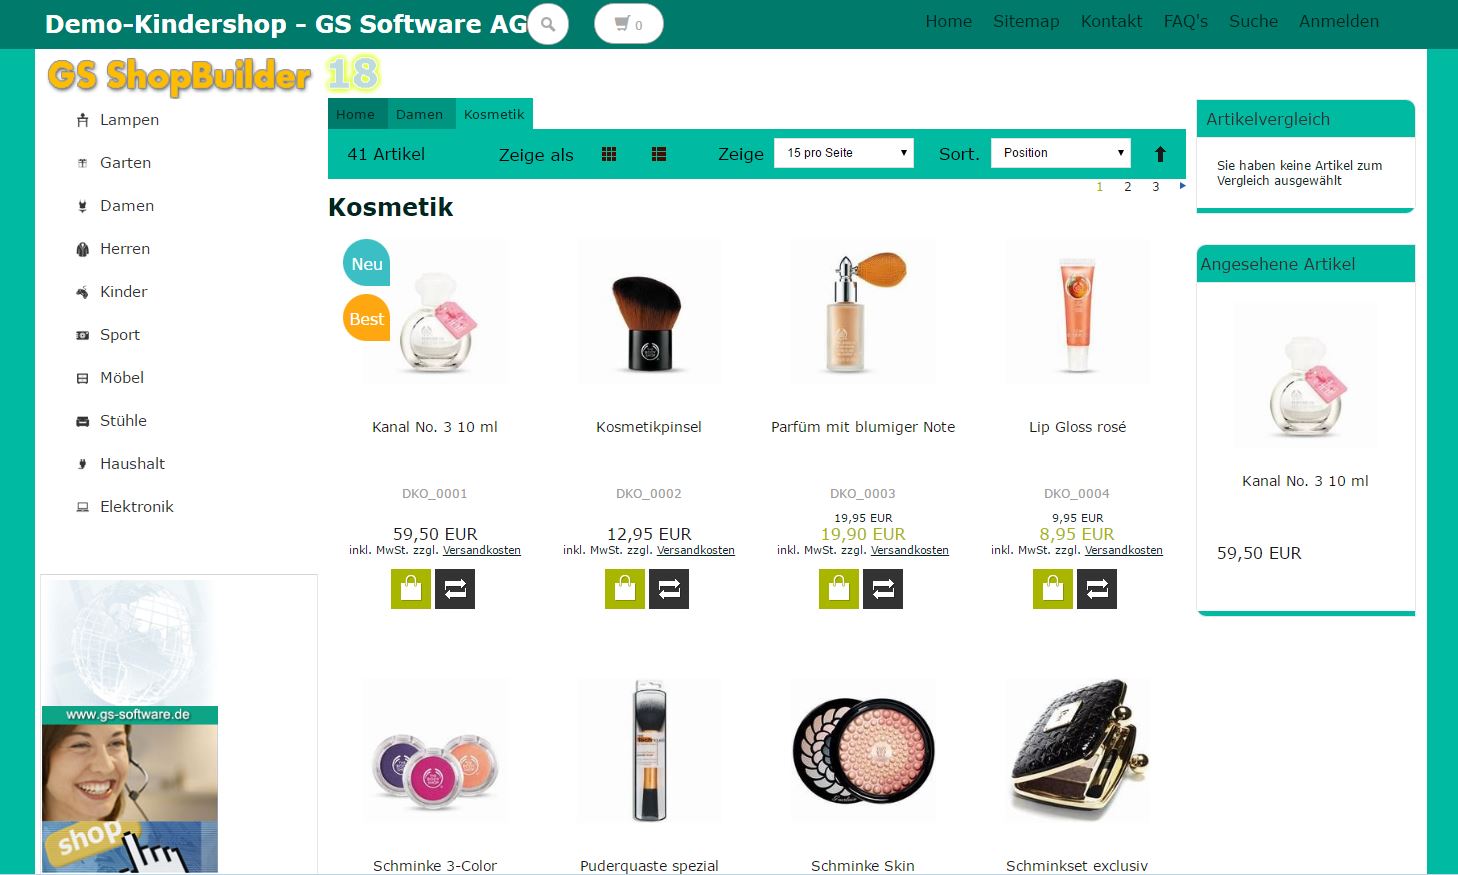 Demo-Kindershop - GS Software AG
0
Home Sitemap Kontakt FAQ's Suche Anmelden
GS ShopBuilder 18
Lampen
Garten
Damen
Herren
Kinder
Sport
Möbel
Stühle
Haushalt
Elektronik
www.gs-software.de
shop
Home Damen Kosmetik
41 Artikel Zeige als Zeige 15 pro Seite Sort. Position
1 2 3
Kosmetik
Neu
Best
Kanal No. 3 10 ml
DKO_0001
59,50 EUR
inkl. MwSt. zzgl. Versandkosten
Kosmetikpinsel
DKO_0002
12,95 EUR
inkl. MwSt. zzgl. Versandkosten
Parfüm mit blumiger Note
DKO_0003
19,95 EUR
19,90 EUR
inkl. MwSt. zzgl. Versandkosten
Lip Gloss rosé
DKO_0004
9,95 EUR
8,95 EUR
inkl. MwSt. zzgl. Versandkosten
Schminke 3-Color
Puderquaste spezial
Schminke Skin
Schminkset exclusiv
Artikelvergleich
Sie haben keine Artikel zum
Vergleich ausgewählt
Angesehene Artikel
Kanal No. 3 10 ml
59,50 EUR